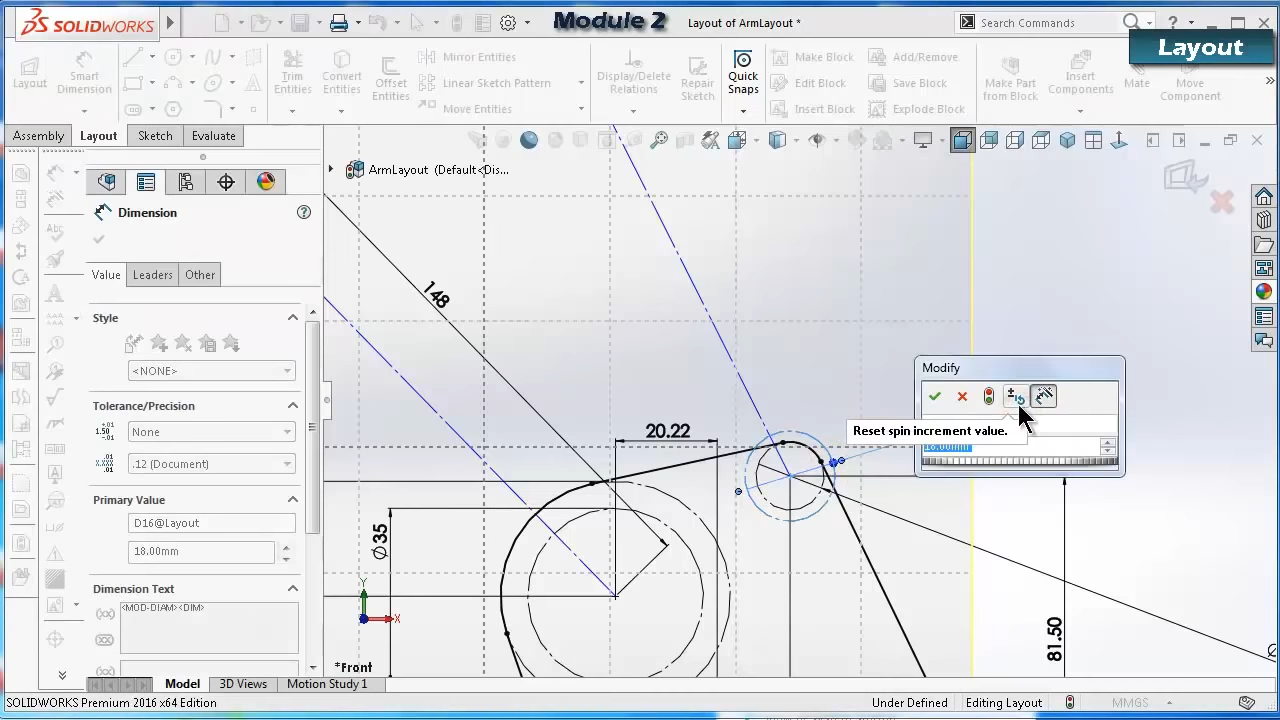 SOLIDWORKS
Module 2
Layout of ArmLayout *
Search Commands
Layout
Layout
Smart Dimension
Trim Entities
Convert Entities
Offset Entities
Mirror Entities
Linear Sketch Pattern
Move Entities
Display/Delete Relations
Repair Sketch
Quick Snaps
Make Block
Edit Block
Insert Block
Add/Remove
Save Block
Explode Block
Make Part from Block
Insert Components
Mate
Move Component
Assembly
Layout
Sketch
Evaluate
ArmLayout (Default<Dis...
Dimension
Value
Leaders
Other
Style
<NONE>
Tolerance/Precision
None
.12 (Document)
Primary Value
D16@Layout
18.00mm
Dimension Text
<MOD-DIAM><DIM>
148
20.22
Ø35
81.50
Y
X
*Front
Modify
Reset spin increment value.
18.00mm
Model
3D Views
Motion Study 1
SOLIDWORKS Premium 2016 x64 Edition
Under Defined
Editing Layout
MMGS